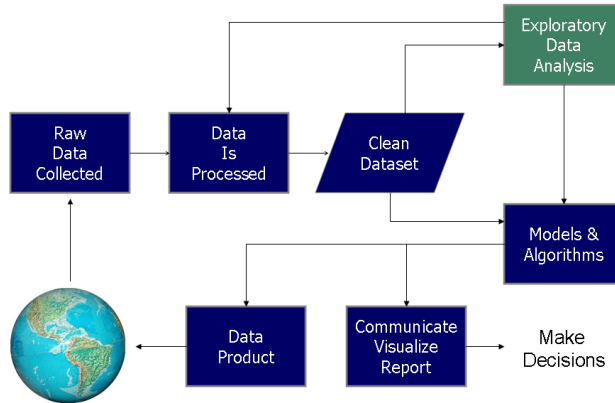 Exploratory
Data
Analysis
Raw
Data
Collected
Data
Is
Processed
Clean
Dataset
Models &
Algorithms
Data
Product
Communicate
Visualize
Report
Make
Decisions